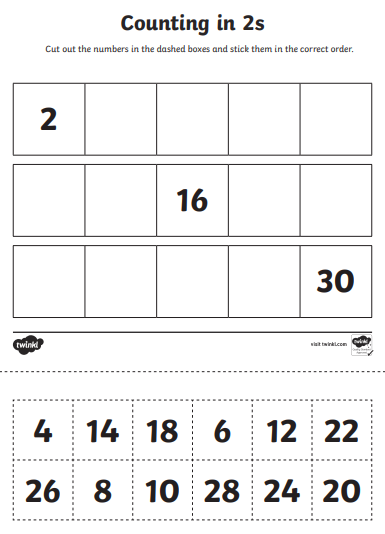 Counting in 2s
Cut out the numbers in the dashed boxes and stick them in the correct order.
2
16
30
twinkl
visit twinkl.com
twinkl
4 14 18 6 12 22
26 8 10 28 24 20